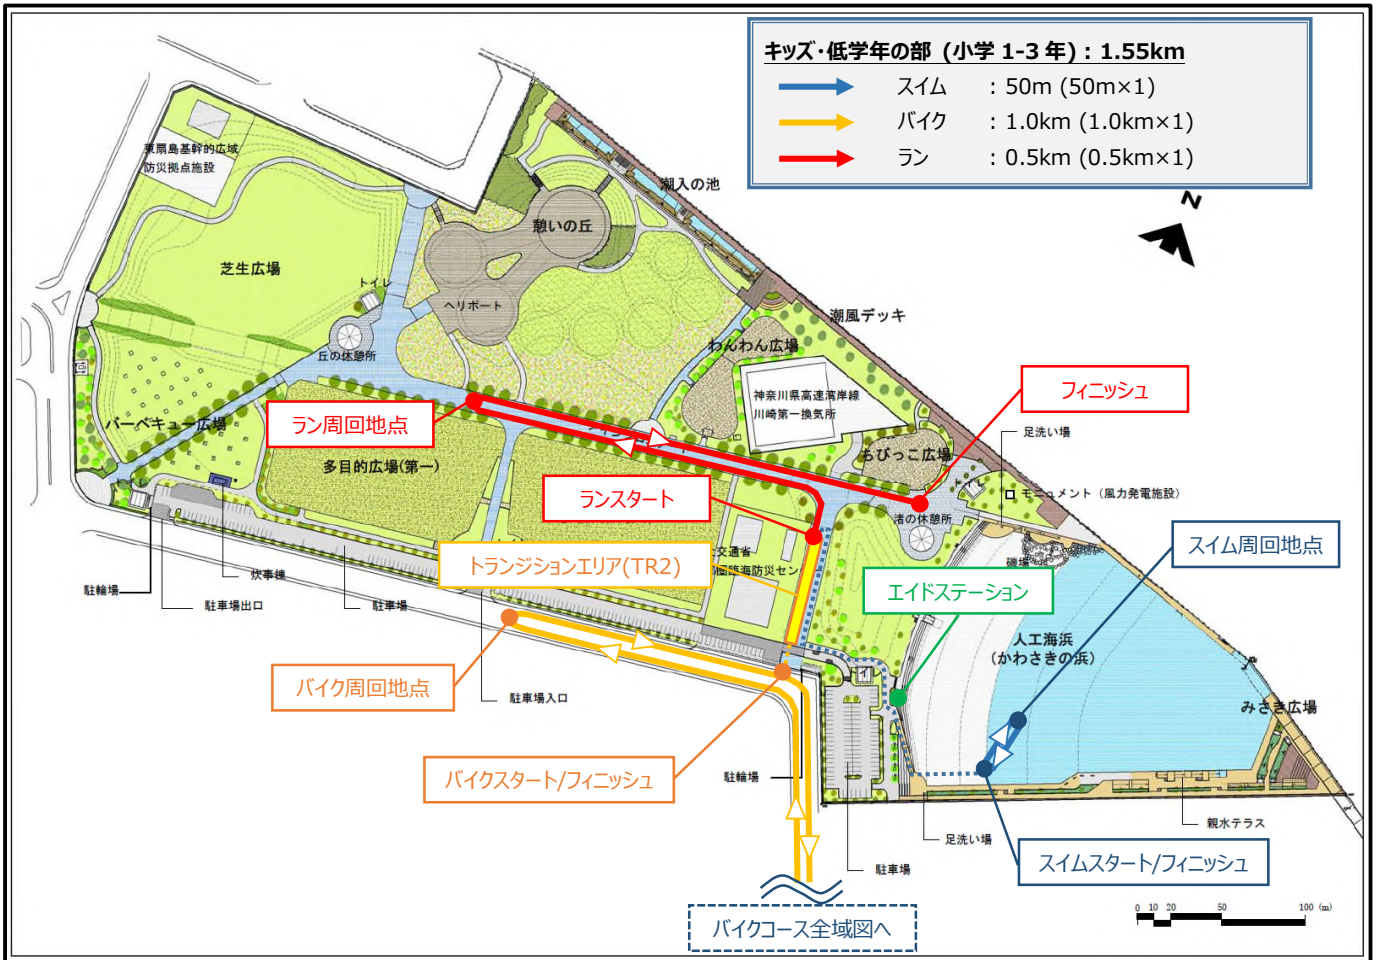 キッズ・低学年の部 (小学 1-3 年) : 1.55km
スイム : 50m (50m×1)
バイク : 1.0km (1.0km×1)
ラン : 0.5km (0.5km×1)
N
東扇島基幹的広域
防災拠点施設
潮入の池
憩いの丘
芝生広場
トイレ
ヘリポート
潮風デッキ
丘の休憩所
わんわん広場
神奈川県高速湾岸線
川崎第一換気所
フィニッシュ
ラン周回地点
バーベキュー広場
足洗い場
ちびっこ広場
多目的広場(第一)
トイレ
トイレ
モニュメント（風力発電施設）
ランスタート
渚の休憩所
スイム周回地点
トランジションエリア(TR2)
交通省
磯場
駐輪場
炊事棟
駐車場出口
駐車場
エイドステーション
人工海浜
(かわさきの浜)
バイク周回地点
駐車場入口
みさき広場
バイクスタート/フィニッシュ
駐輪場
親水テラス
足洗い場
駐車場
スイムスタート/フィニッシュ
バイクコース全域図へ
0 10 20 50 100 (m)